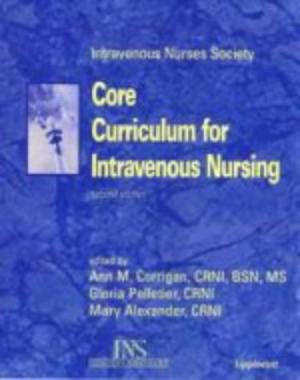 Intravenous Nurses Society
Core
Curriculum for
Intravenous Nursing
second edition
edited by
Ann M. Corrigan, CRNI, BSN, MS
Gloria Pelletier, CRNI
Mary Alexander, CRNI
INS
Lippincott